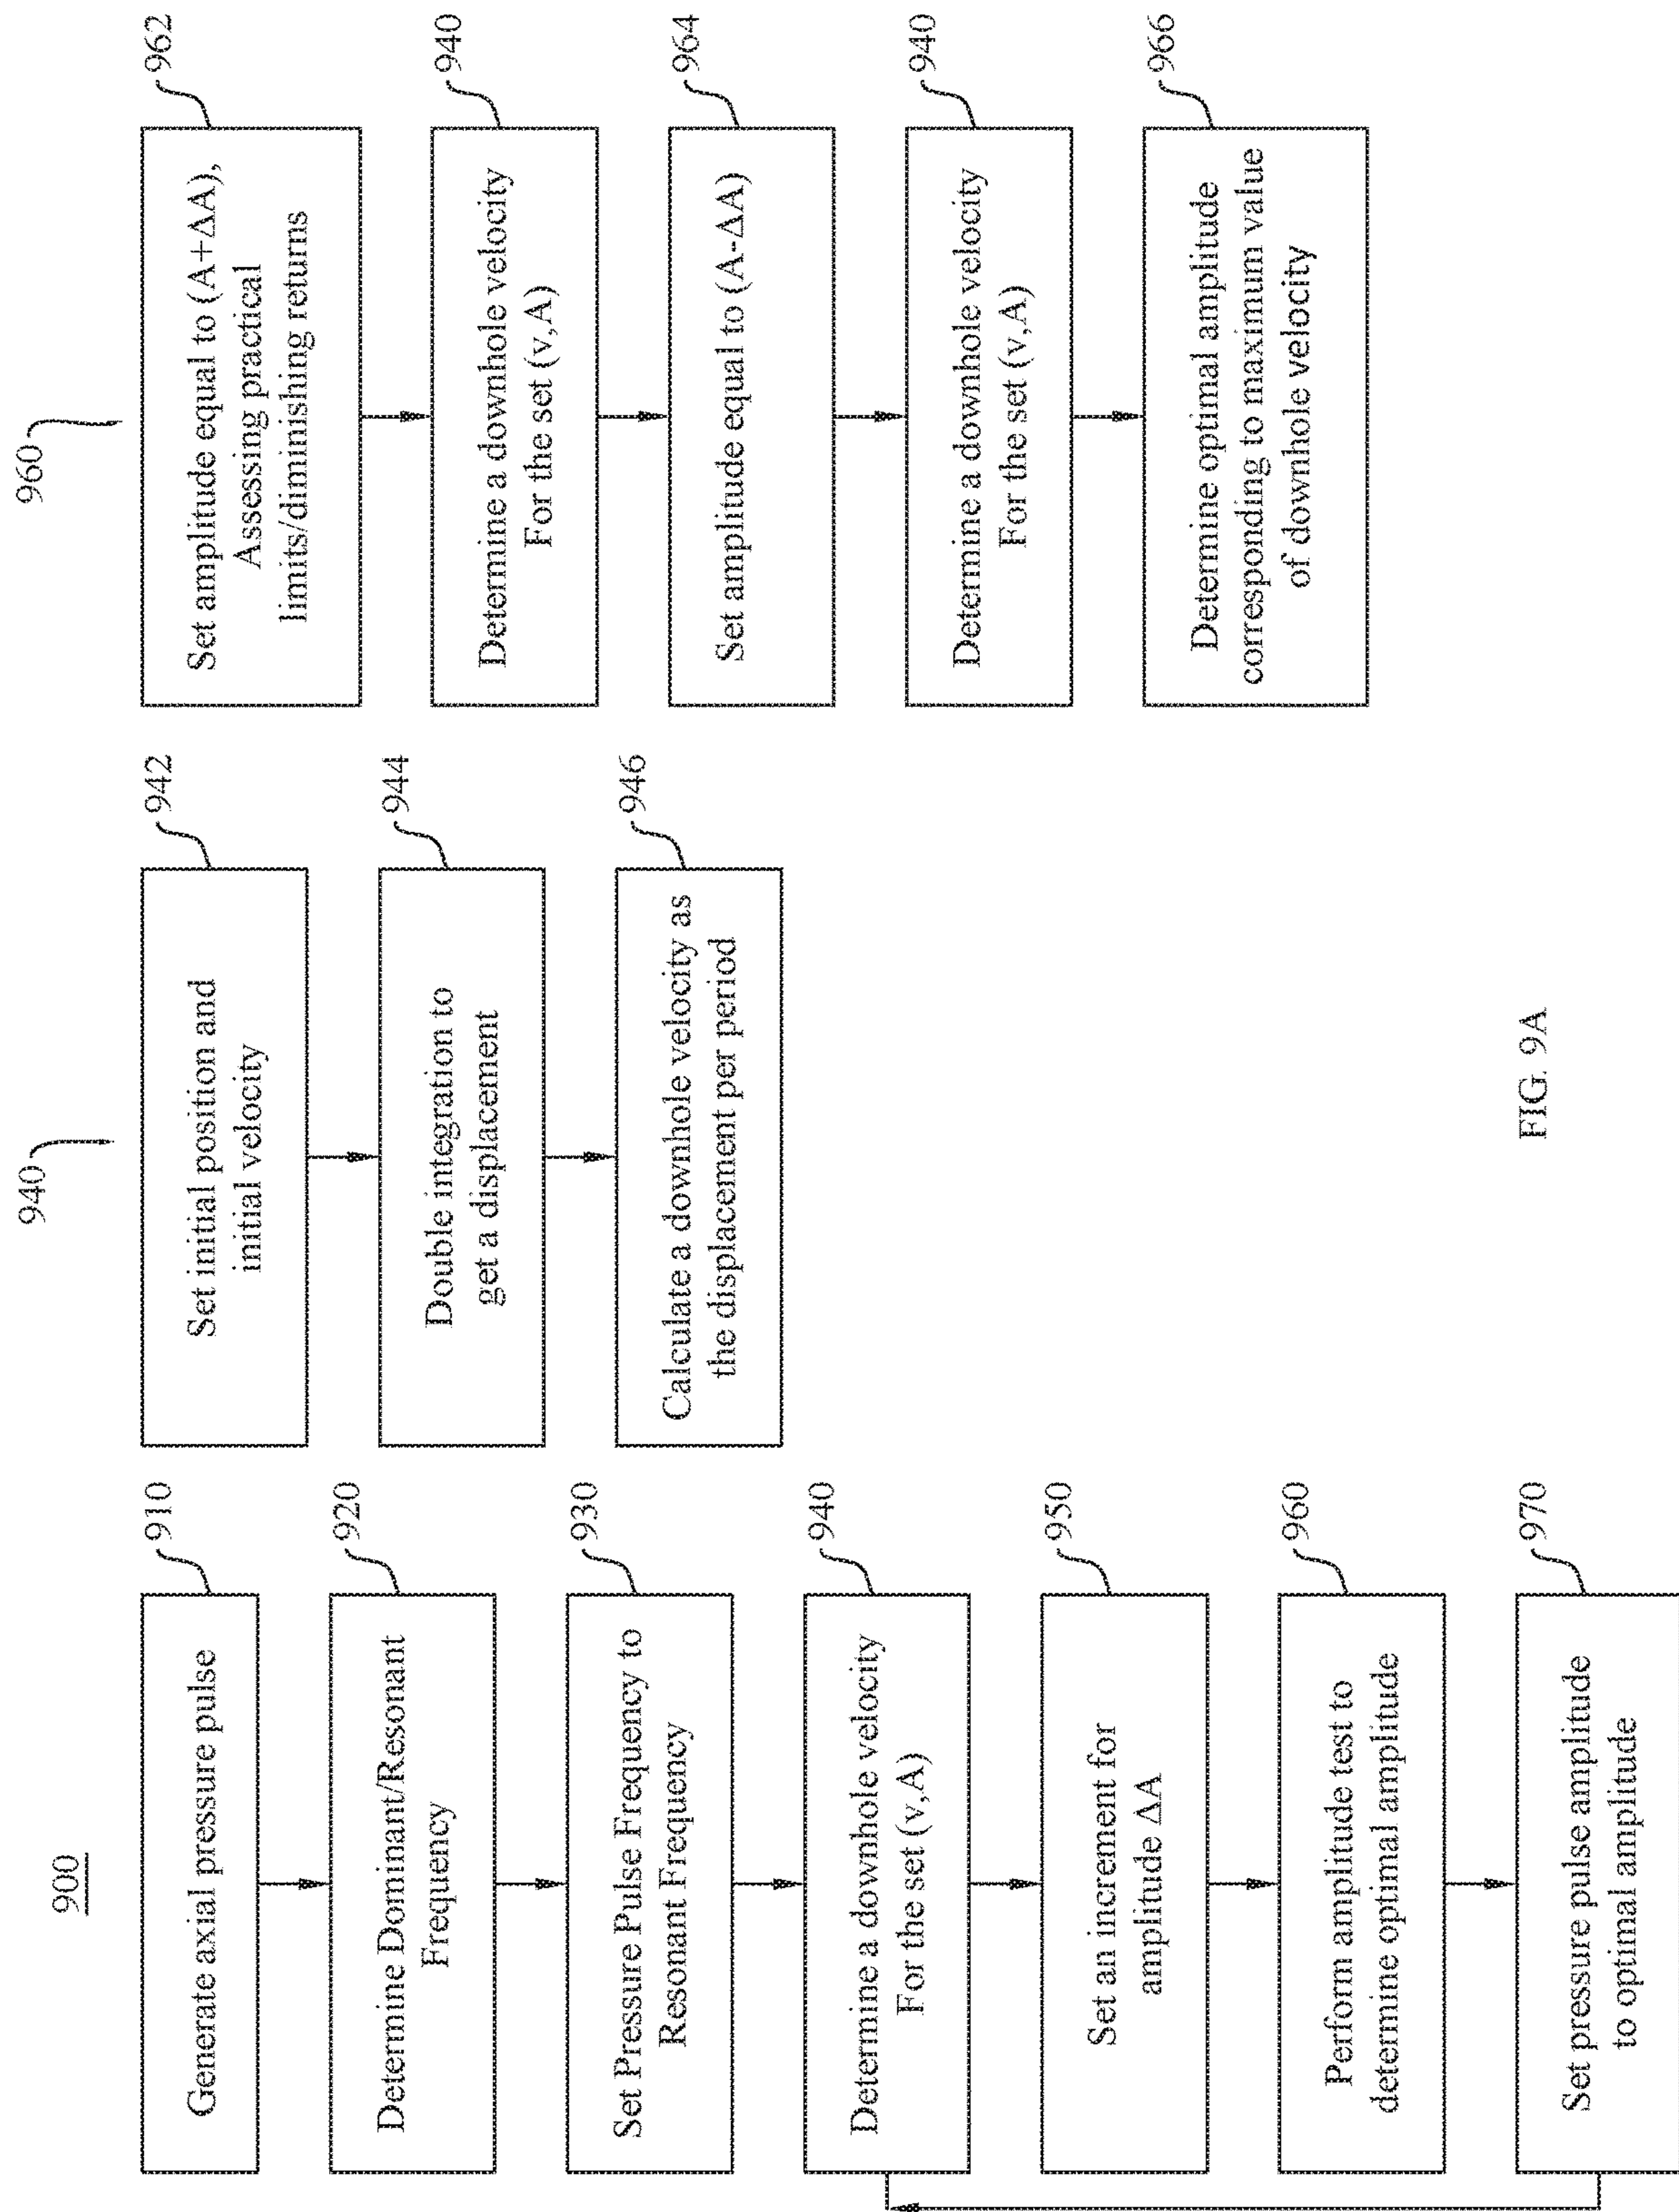 900
Generate axial pressure pulse
910
Determine Dominant/Resonant
Frequency
920
Set Pressure Pulse Frequency to
Resonant Frequency
930
Determine a downhole velocity
For the set (v,A)
940
Set an increment for
amplitude ΔA
950
Perform amplitude test to
determine optimal amplitude
960
Set pressure pulse amplitude
to optimal amplitude
970
940
Set initial position and
initial velocity
942
Double integration to
get a displacement
944
Calculate a downhole velocity as
the displacement per period
946
960
Set amplitude equal to (A+ΔA),
Assessing practical
limits/diminishing returns
962
Determine a downhole velocity
For the set (v,A)
940
Set amplitude equal to (A-ΔA)
964
Determine a downhole velocity
For the set (v,A)
940
Determine optimal amplitude
corresponding to maximum value
of downhole velocity
966
FIG. 9A